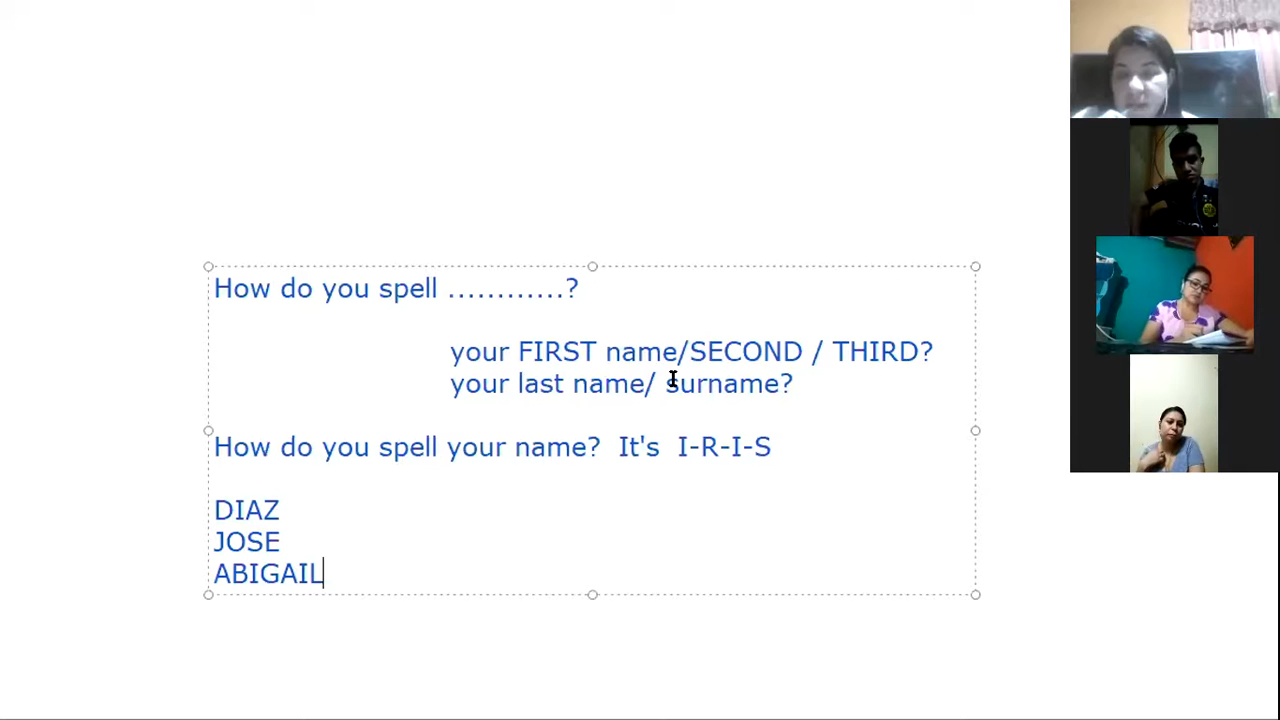 How do you spell ............?
your FIRST name/SECOND / THIRD?
your last name/ surname?
How do you spell your name?  It's  I-R-I-S
DIAZ
JOSE
ABIGAIL